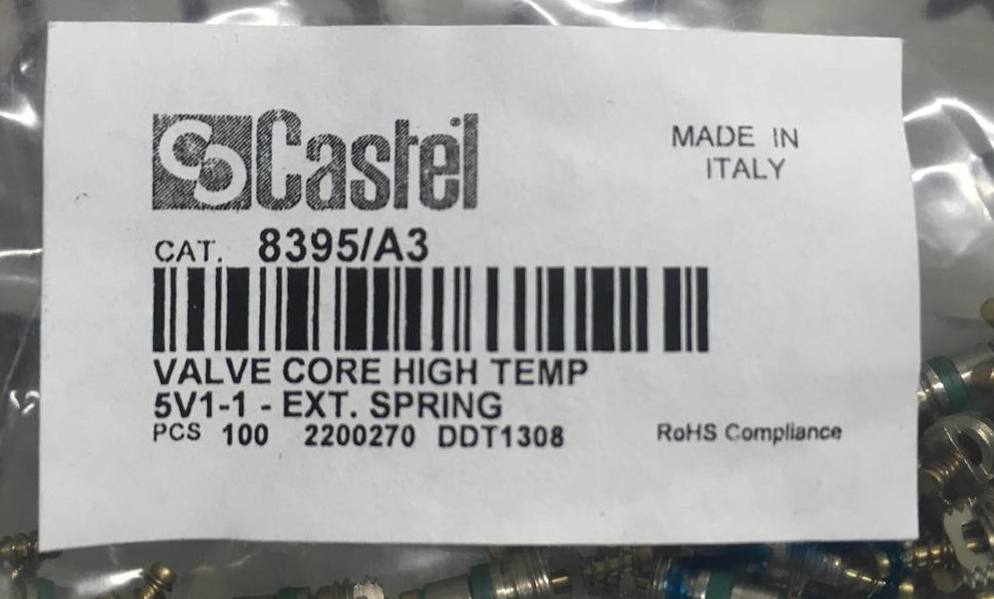 Castel
MADE IN
ITALY
CAT. 8395/A3
VALVE CORE HIGH TEMP
5V1-1 - EXT. SPRING
PCS 100 2200270 DDT1308
RoHS Compliance